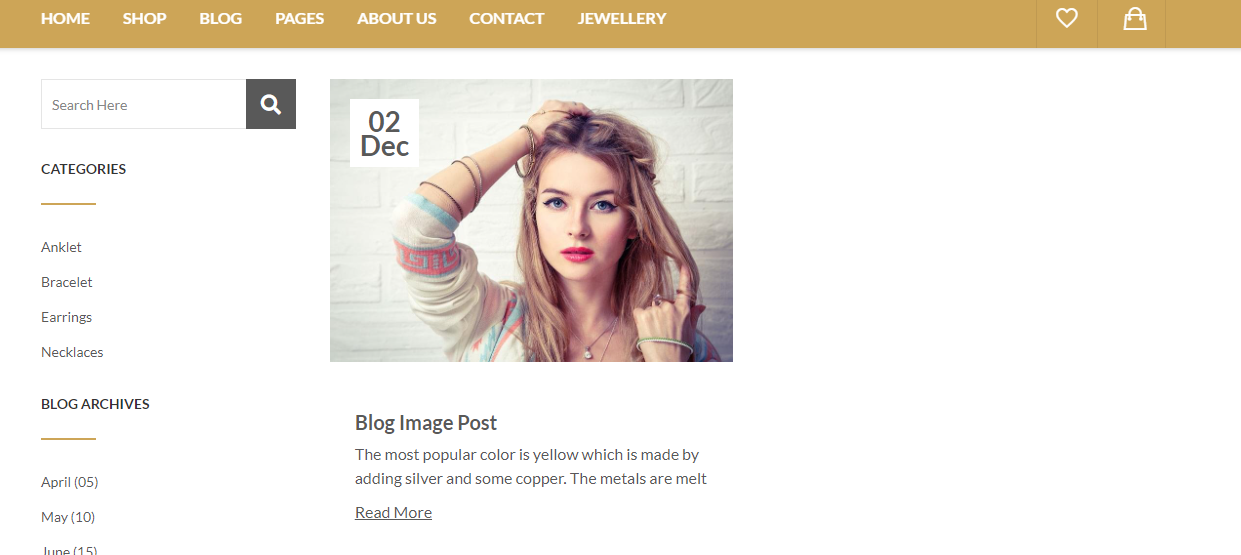 HOME SHOP BLOG PAGES ABOUT US CONTACT JEWELLERY
Search Here
CATEGORIES
Anklet
Bracelet
Earrings
Necklaces
BLOG ARCHIVES
April (05)
May (10)
June (15)
02
Dec
Blog Image Post
The most popular color is yellow which is made by
adding silver and some copper. The metals are melt
Read More